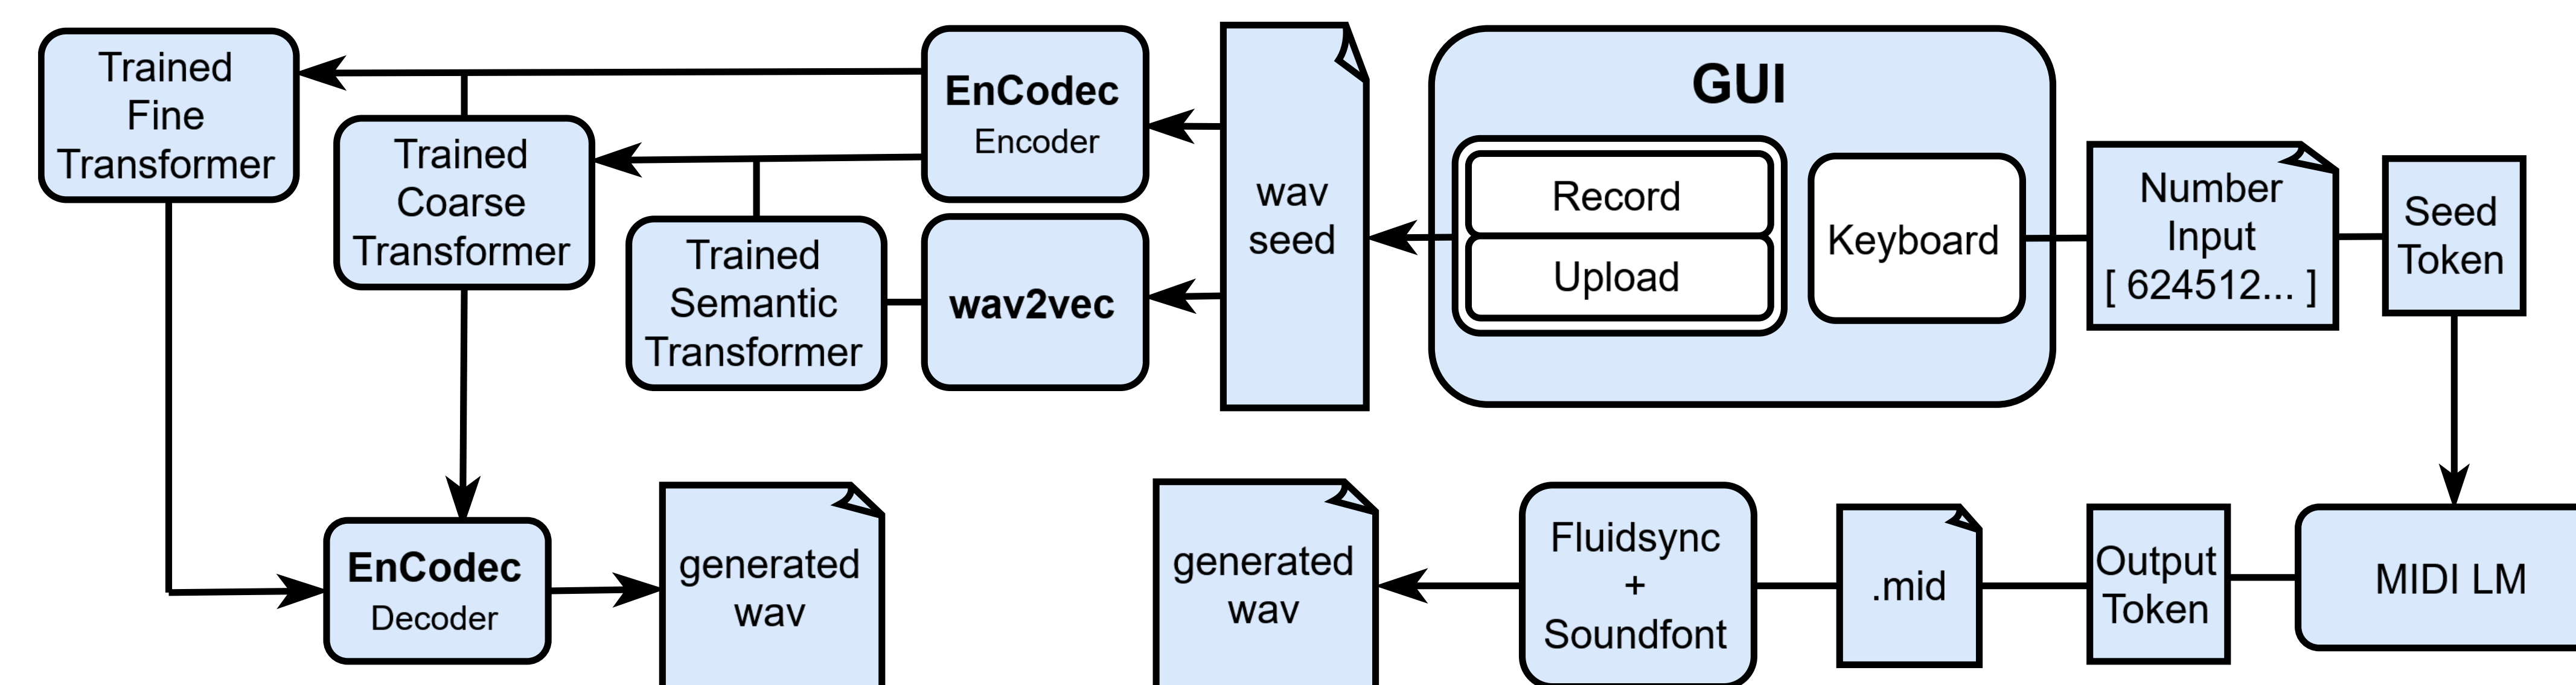 Trained
Fine
Transformer
Trained
Coarse
Transformer
Trained
Semantic
Transformer
EnCodec
Encoder
wav2vec
wav
seed
GUI
Record
Upload
Keyboard
Number
Input
[ 624512... ]
Seed
Token
EnCodec
Decoder
generated
wav
generated
wav
Fluidsync
+
Soundfont
.mid
Output
Token
MIDI LM